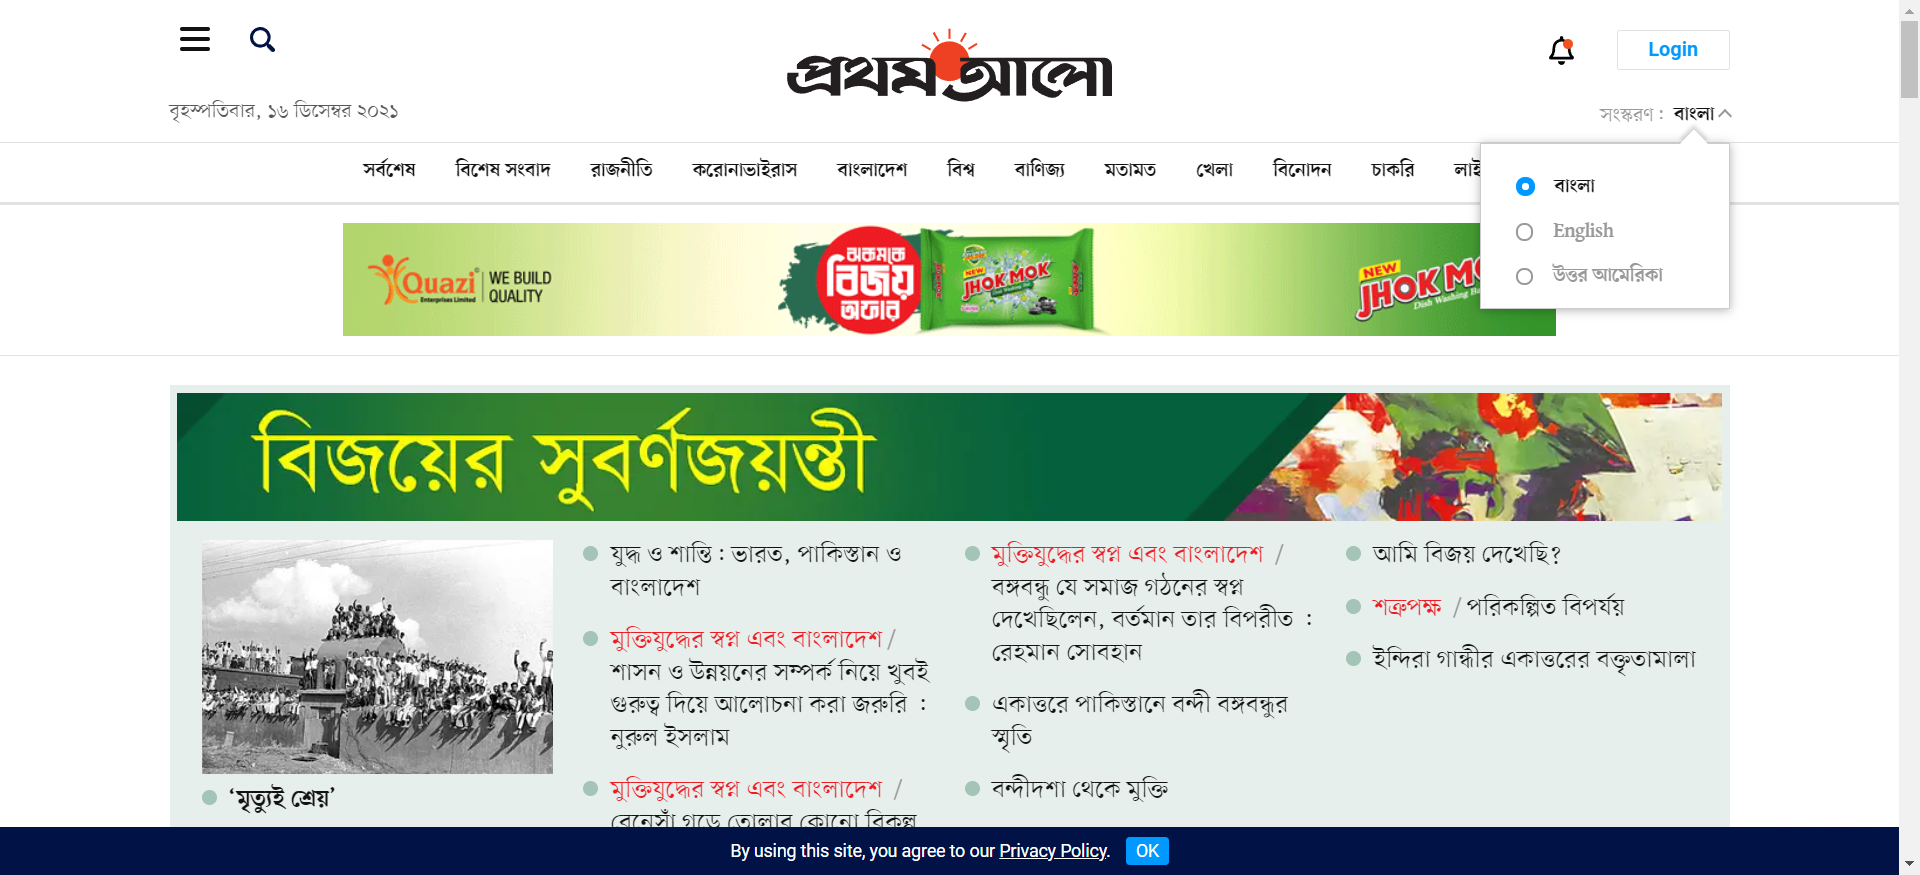 প্রথম আলো
Login
বৃহস্পতিবার, ১৬ ডিসেম্বর ২০২১
সংস্করণ : বাংলা
সর্বশেষ বিশেষ সংবাদ রাজনীতি করোনাভাইরাস বাংলাদেশ বিশ্ব বাণিজ্য মতামত খেলা বিনোদন চাকরি
বাংলা
English
উত্তর আমেরিকা
Quazi
Enterprises Limited
WE BUILD
QUALITY
ঝকমকে
বিজয়
অফার
NEW
JHOK MOK
NEW
JHOK
Dish Washing
বিজয়ের সুবর্ণজয়ন্তী
‘মৃত্যুই শ্রেয়’
যুদ্ধ ও শান্তি : ভারত, পাকিস্তান ও
বাংলাদেশ
মুক্তিযুদ্ধের স্বপ্ন এবং বাংলাদেশ /
শাসন ও উন্নয়নের সম্পর্ক নিয়ে খুবই
গুরুত্ব দিয়ে আলোচনা করা জরুরি :
নুরুল ইসলাম
মুক্তিযুদ্ধের স্বপ্ন এবং বাংলাদেশ /
রেনেসাঁ গড়ে তোলার কোনো বিকল্প
মুক্তিযুদ্ধের স্বপ্ন এবং বাংলাদেশ /
বঙ্গবন্ধু যে সমাজ গঠনের স্বপ্ন
দেখেছিলেন, বর্তমান তার বিপরীত :
রেহমান সোবহান
একাত্তরে পাকিস্তানে বন্দী বঙ্গবন্ধুর
স্মৃতি
বন্দীদশা থেকে মুক্তি
আমি বিজয় দেখেছি?
শত্রুপক্ষ / পরিকল্পিত বিপর্যয়
ইন্দিরা গান্ধীর একাত্তরের বক্তৃতামালা
By using this site, you agree to our Privacy Policy. OK